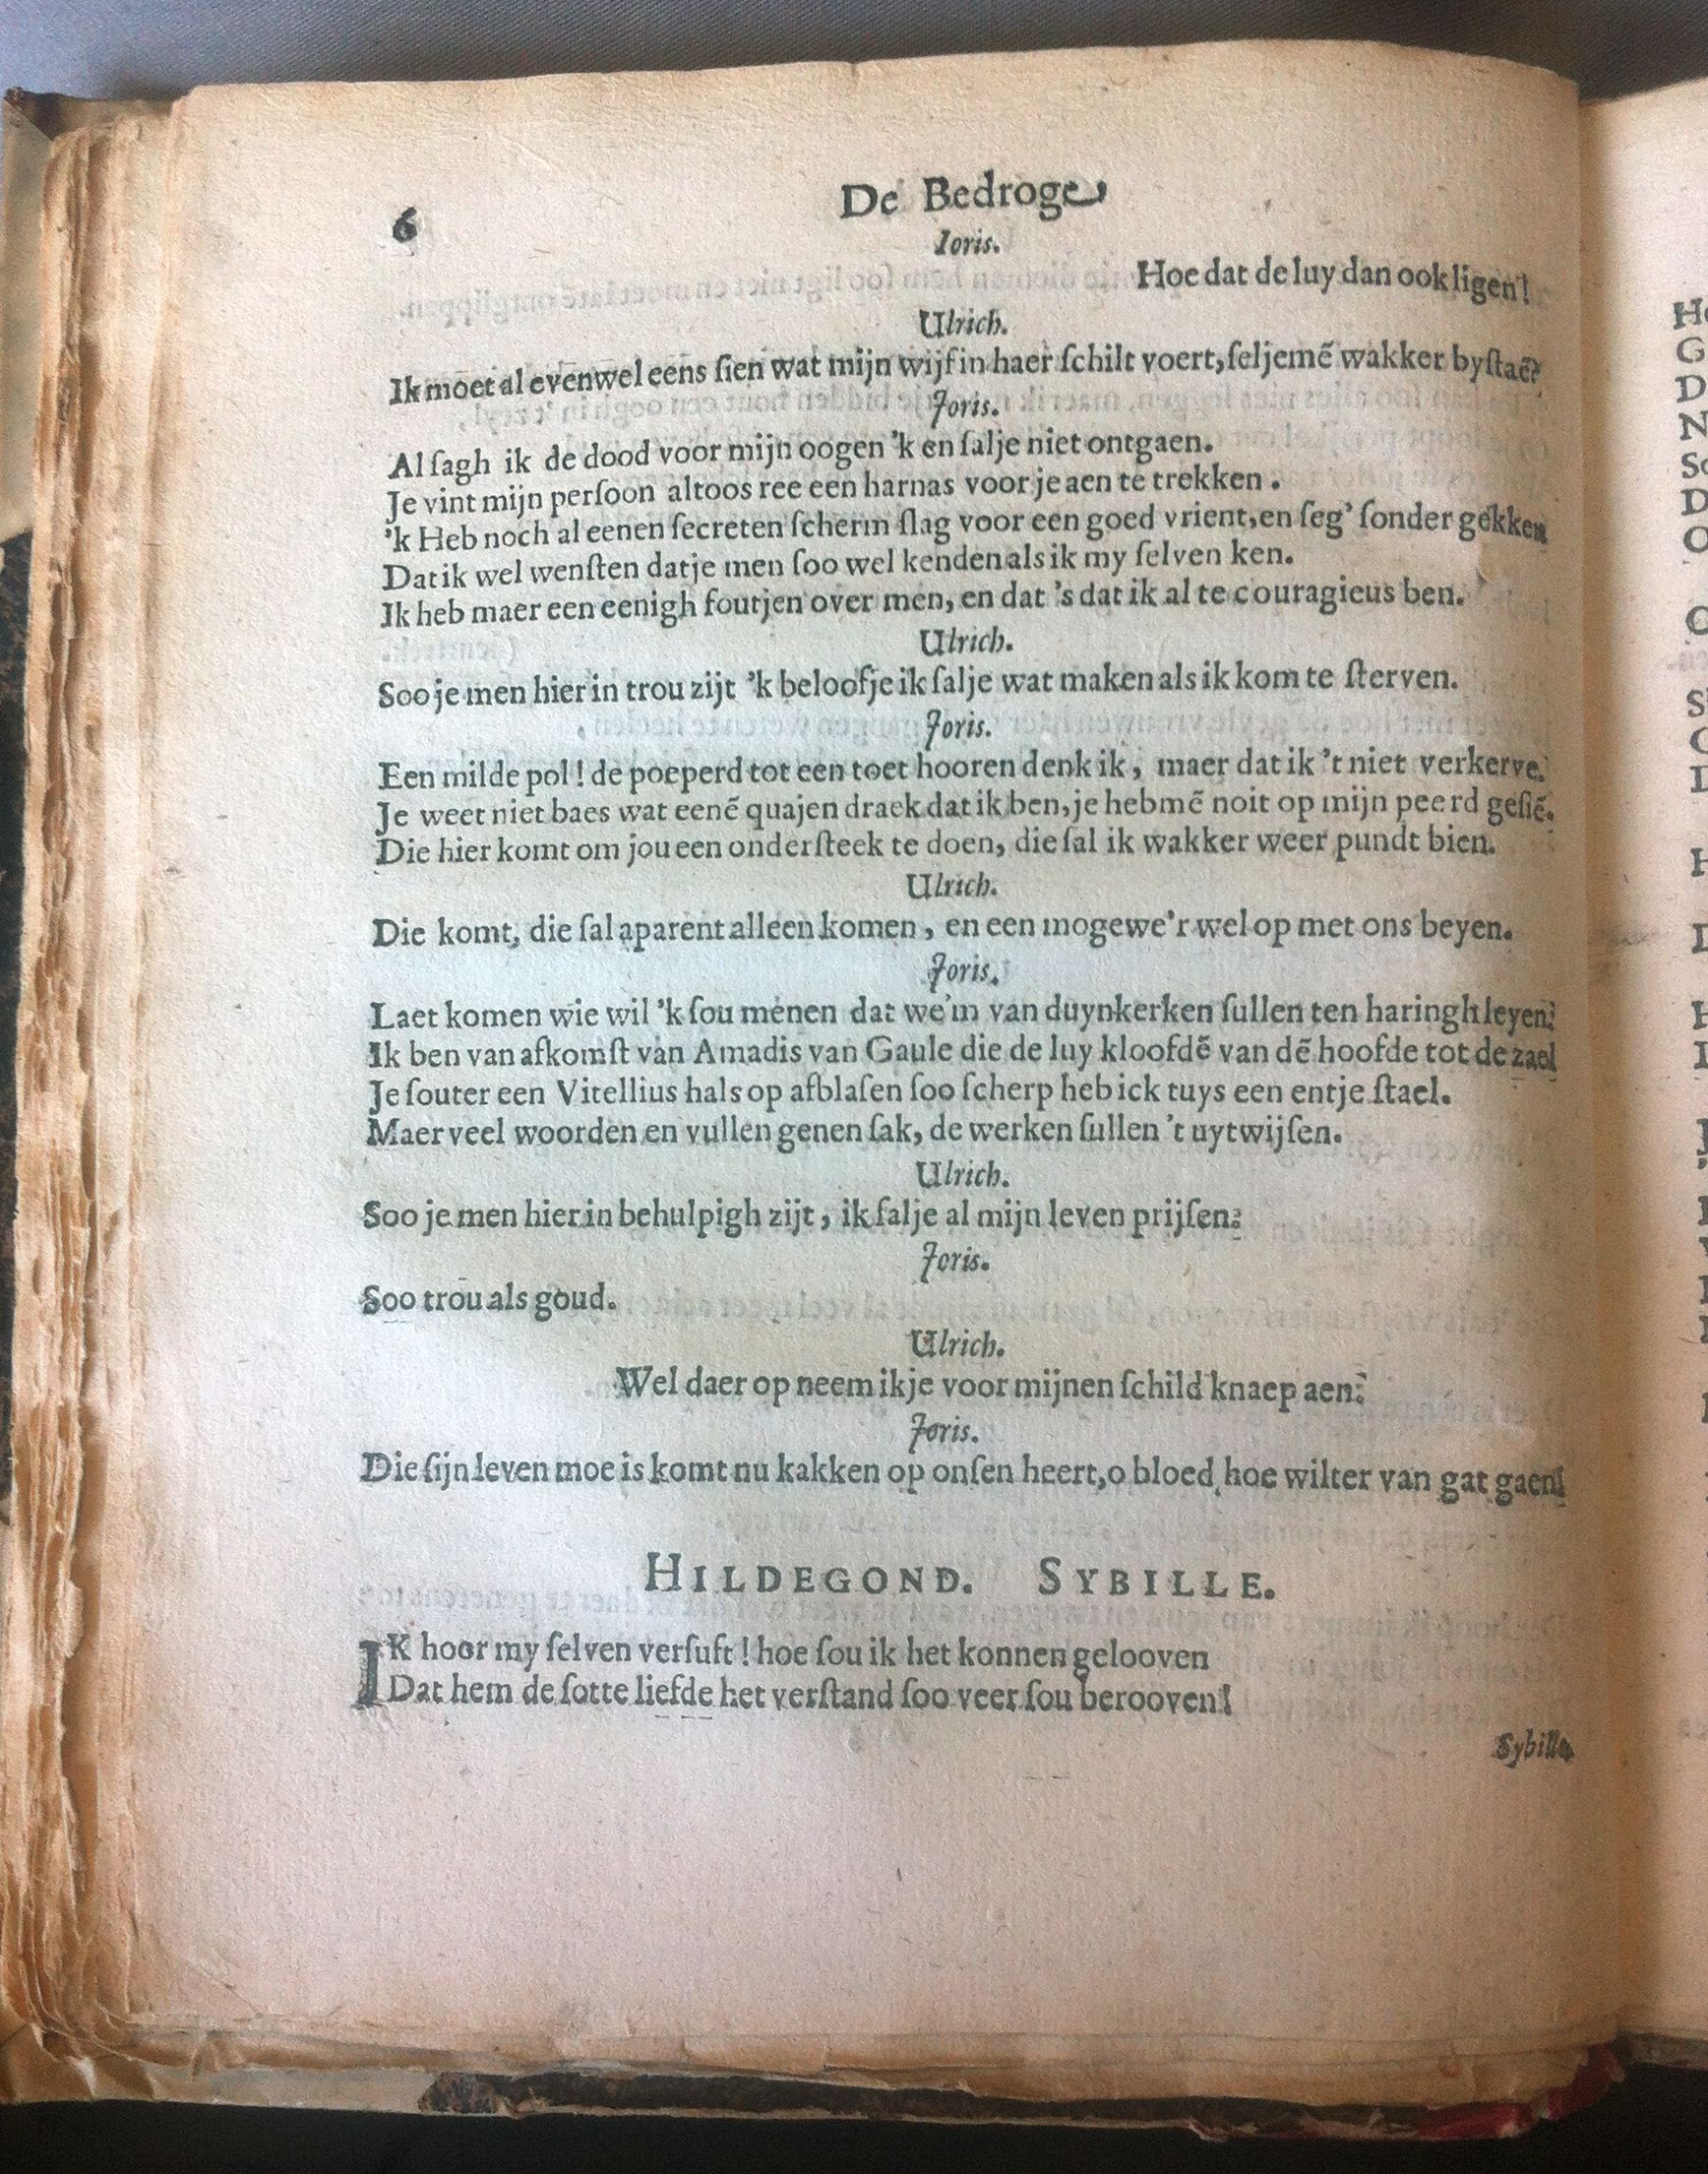 6
De Bedroge
Ioris.
Hoe dat de luy dan ook ligen!
Ulrich.
Ik moet al evenwel eens ſien wat mijn wijf in haer ſchilt voert, ſeljemẽ wakker byſtaẽ?
Joris.
Al ſagh ik de dood voor mijn oogen 'k en ſalje niet ontgaen.
Je vint mijn perſoon altoos ree een harnas voor je aen te trekken.
'k Heb noch al eenen ſecreten ſcherm ſlag voor een goed vrient, en ſeg' ſonder gekken
Dat ik wel wenſten datje men ſoo wel kenden als ik my ſelven ken.
Ik heb maer een eenigh foutjen over men, en dat 's dat ik al te couragieus ben.
Ulrich.
Soo je men hier in trou zijt 'k beloofje ik ſalje wat maken als ik kom te ſterven.
Joris.
Een milde pol! de poeperd tot een toet hooren denk ik, maer dat ik 't niet verkerve.
Je weet niet baes wat eenẽ quajen draek dat ik ben, je hebmẽ noit op mijn peerd geſiẽ.
Die hier komt om jou een onderſteek te doen, die ſal ik wakker weer pundt bien.
Ulrich.
Die komt, die ſal aparent alleen komen, en een mogewe'r wel op met ons beyen.
Joris.
Laet komen wie wil 'k ſou menen dat we'm van duynkerken ſullen ten haringh leyen:
Ik ben van afkomſt van Amadis van Gaule die de luy kloofdẽ van dẽ hoofde tot de zael
Je ſouter een Vitellius hals op afblaſen ſoo ſcherp heb ick tuys een entje ſtael.
Maer veel woorden en vullen genen ſak, de werken ſullen 't uytwijſen.
Ulrich.
Soo je men hier in behulpigh zijt, ik ſalje al mijn leven prijſen:
Joris.
Soo trou als goud.
Ulrich.
Wel daer op neem ikje voor mijnen ſchild knaep aen:
Joris.
Die ſijn leven moe is komt nu kakken op onſen heert, o bloed hoe wilter van gat gaen!
HILDEGOND. SYBILLE.
IK hoor my ſelven verſuft! hoe ſou ik het konnen gelooven
Dat hem de ſotte liefde het verſtand ſoo veer ſou berooven!
Sybille